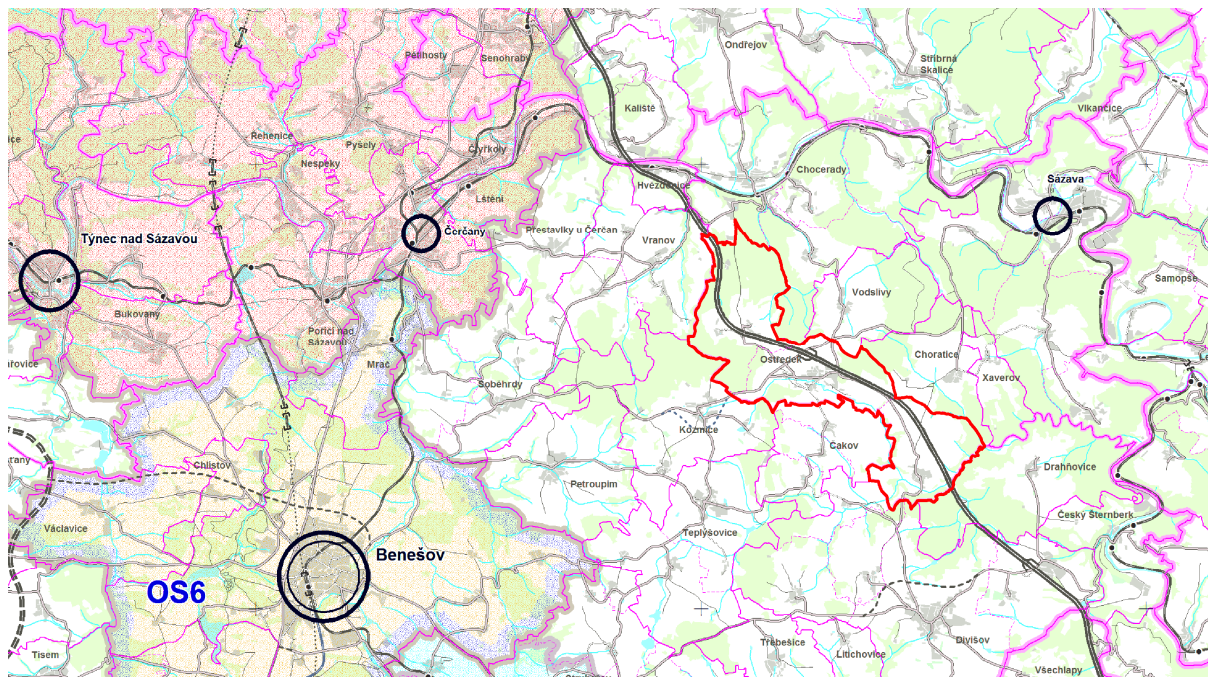 Ondřejov
Pětihosty
Senohraby
Stříbrná
Skalice
Kaliště
Vlkančice
Řehenice
Pyšely
Čtyřkoly
Nespeky
Chocerady
Hvězdonice
Sázava
Lštění
Týnec nad Sázavou
Čerčany
Přestavlky u Čerčan
Vranov
Samopše
Vodslivy
Bukovany
Poříčí nad
Sázavou
Mrač
Ostředek
Choratice
Xaverov
Soběhrdy
Kozmice
Čakov
Chlístov
Drahňovice
Petroupim
Český Šternberk
Václavice
Teplýšovice
Benešov
OS6
Tisem
Třebešice
Litichovice
Divišov
Všechlapy